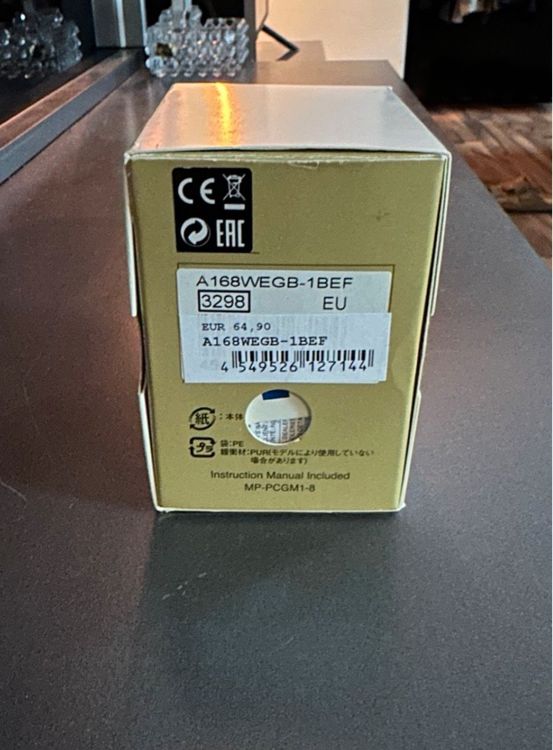 CE
EAC
A168WEGB-1BEF
3298 EU
EUR 64,90
A168WEGB-1BEF
4 549526 127144
紙 : 本体
プラ 袋:PE
緩衝材:PUR(モデルにより使用していない
場合があります)
Instruction Manual Included
MP-PCGM1-8